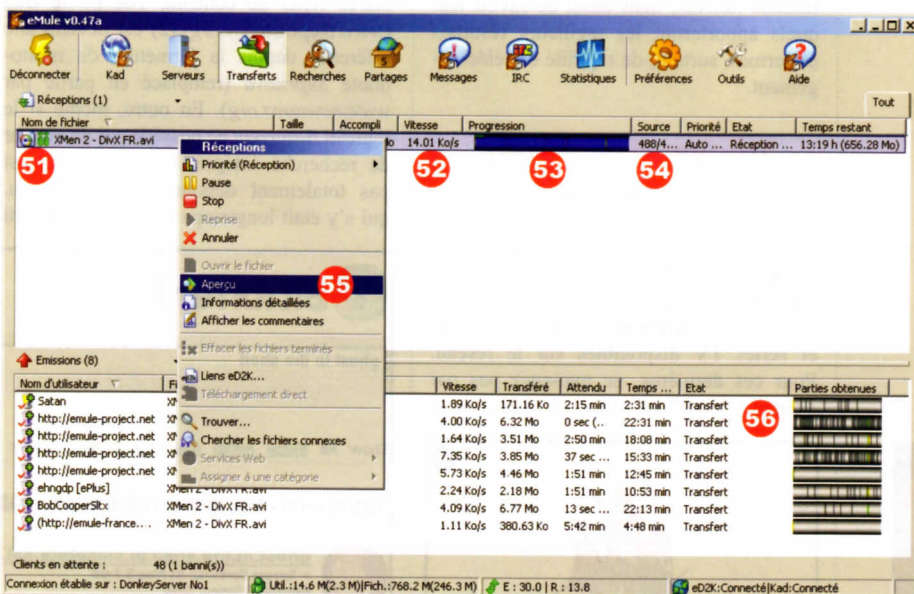 eMule v0.47a
Déconnecter Kad Serveurs Transferts Recherches Partages Messages IRC Statistiques Préférences Outils Aide
Réceptions (1) Tout
Nom de fichier Taille Accompli Vitesse Progression Source Priorité Etat Temps restant
XMen 2 - DivX FR.avi 14.01 Ko/s 488/4... Auto ... Réception ... 13:19 h (656.28 Mo)
51 52 53 54
Réceptions
Priorité (Réception)
Pause
Stop
Reprise
Annuler
Ouvrir le fichier
Aperçu 55
Informations détaillées
Afficher les commentaires
Effacer les fichiers terminés
Liens eD2K...
Téléchargement direct
Trouver...
Chercher les fichiers connexes
Services Web
Assigner à une catégorie
Emissions (8)
Nom d'utilisateur Vitesse Transféré Attendu Temps ... Etat Parties obtenues
Satan 1.89 Ko/s 171.16 Ko 2:15 min 2:31 min Transfert
http://emule-project.net 4.00 Ko/s 6.32 Mo 0 sec (.. 22:31 min Transfert 56
http://emule-project.net 1.64 Ko/s 3.51 Mo 2:50 min 18:08 min Transfert
http://emule-project.net 7.35 Ko/s 3.85 Mo 37 sec ... 15:33 min Transfert
http://emule-project.net 5.73 Ko/s 4.46 Mo 1:51 min 12:45 min Transfert
ehngdp [ePlus] XMen 2 - DivX FR.avi 2.24 Ko/s 2.18 Mo 1:51 min 10:53 min Transfert
BobCooperSltx XMen 2 - DivX FR.avi 4.09 Ko/s 6.77 Mo 13 sec ... 22:13 min Transfert
(http://emule-france... XMen 2 - DivX FR.avi 1.11 Ko/s 380.63 Ko 5:42 min 4:48 min Transfert
Clients en attente : 48 (1 banni(s))
Connexion établie sur : DonkeyServer No1 Util.:14.6 M(2.3 M)|Fich.:768.2 M(246.3 M) E : 30.0 | R : 13.8 eD2K:Connecté|Kad:Connecté